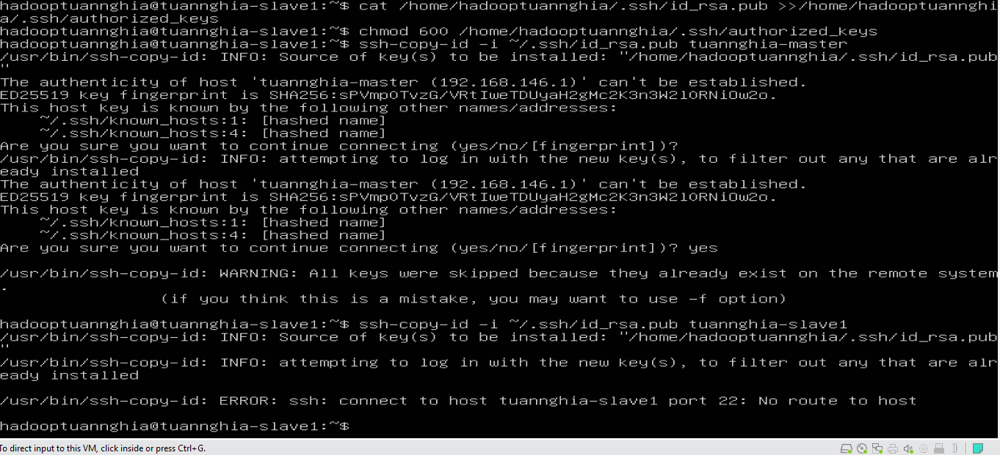 hadooptuannghia@tuannghia-slave1:~$ cat /home/hadooptuannghia/.ssh/id_rsa.pub >>/home/hadooptuannghi
a/.ssh/authorized_keys
hadooptuannghia@tuannghia-slave1:~$ chmod 600 /home/hadooptuannghia/.ssh/authorized_keys
hadooptuannghia@tuannghia-slave1:~$ ssh-copy-id -i ~/.ssh/id_rsa.pub tuannghia-master
/usr/bin/ssh-copy-id: INFO: Source of key(s) to be installed: "/home/hadooptuannghia/.ssh/id_rsa.pub
"
The authenticity of host 'tuannghia-master (192.168.146.1)' can't be established.
ED25519 key fingerprint is SHA256:sPVmpOTvzG/VRtIweTDUyaH2gMc2K3n3W2lORNiOw2o.
This host key is known by the following other names/addresses:
    ~/.ssh/known_hosts:1: [hashed name]
    ~/.ssh/known_hosts:4: [hashed name]
Are you sure you want to continue connecting (yes/no/[fingerprint])?
/usr/bin/ssh-copy-id: INFO: attempting to log in with the new key(s), to filter out any that are alr
eady installed
The authenticity of host 'tuannghia-master (192.168.146.1)' can't be established.
ED25519 key fingerprint is SHA256:sPVmpOTvzG/VRtIweTDUyaH2gMc2K3n3W2lORNiOw2o.
This host key is known by the following other names/addresses:
    ~/.ssh/known_hosts:1: [hashed name]
    ~/.ssh/known_hosts:4: [hashed name]
Are you sure you want to continue connecting (yes/no/[fingerprint])? yes
/usr/bin/ssh-copy-id: WARNING: All keys were skipped because they already exist on the remote system
.
                (if you think this is a mistake, you may want to use -f option)
hadooptuannghia@tuannghia-slave1:~$ ssh-copy-id -i ~/.ssh/id_rsa.pub tuannghia-slave1
/usr/bin/ssh-copy-id: INFO: Source of key(s) to be installed: "/home/hadooptuannghia/.ssh/id_rsa.pub
"
/usr/bin/ssh-copy-id: INFO: attempting to log in with the new key(s), to filter out any that are alr
eady installed
/usr/bin/ssh-copy-id: ERROR: ssh: connect to host tuannghia-slave1 port 22: No route to host
hadooptuannghia@tuannghia-slave1:~$
To direct input to this VM, click inside or press Ctrl+G.